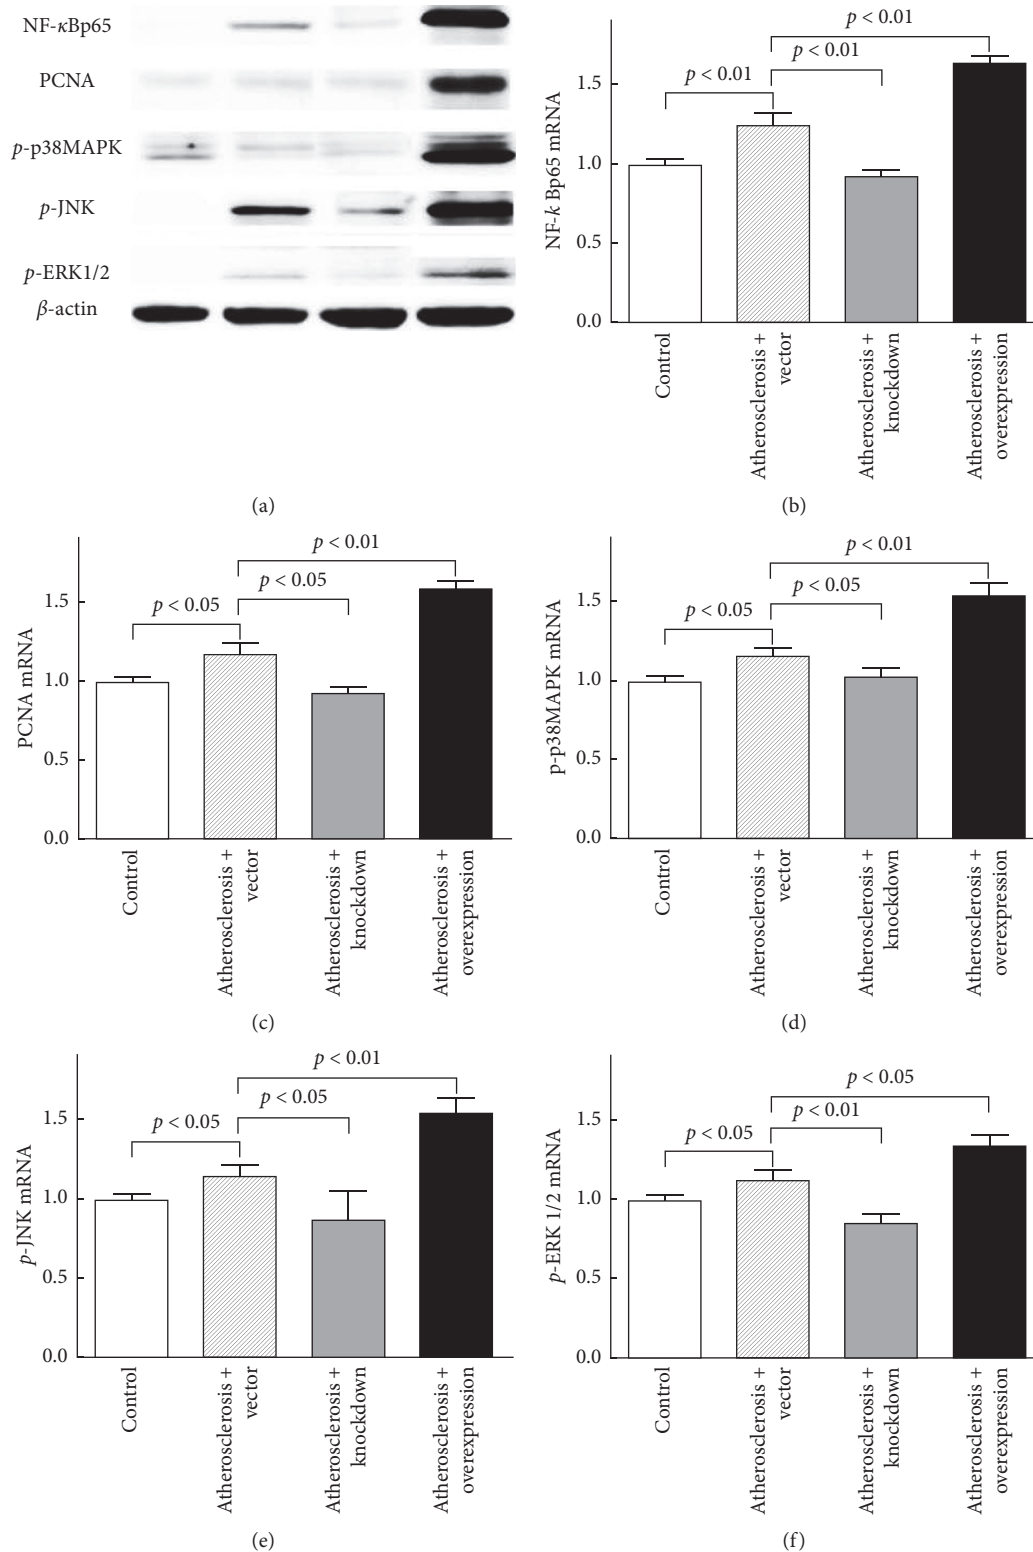 NF-κBp65
PCNA
p-p38MAPK
p-JNK
p-ERK1/2
β-actin
(a)
NF-k Bp65 mRNA
1.5
1.0
0.5
0.0
p < 0.01
p < 0.01
p < 0.01
Control
Atherosclerosis +
vector
Atherosclerosis +
knockdown
Atherosclerosis +
overexpression
(b)
PCNA mRNA
1.5
1.0
0.5
0.0
p < 0.01
p < 0.05
p < 0.05
Control
Atherosclerosis +
vector
Atherosclerosis +
knockdown
Atherosclerosis +
overexpression
(c)
p-p38MAPK mRNA
1.5
1.0
0.5
0.0
p < 0.01
p < 0.05
p < 0.05
Control
Atherosclerosis +
vector
Atherosclerosis +
knockdown
Atherosclerosis +
overexpression
(d)
p-JNK mRNA
1.5
1.0
0.5
0.0
p < 0.01
p < 0.05
p < 0.05
Control
Atherosclerosis +
vector
Atherosclerosis +
knockdown
Atherosclerosis +
overexpression
(e)
p-ERK 1/2 mRNA
1.5
1.0
0.5
0.0
p < 0.05
p < 0.01
p < 0.05
Control
Atherosclerosis +
vector
Atherosclerosis +
knockdown
Atherosclerosis +
overexpression
(f)